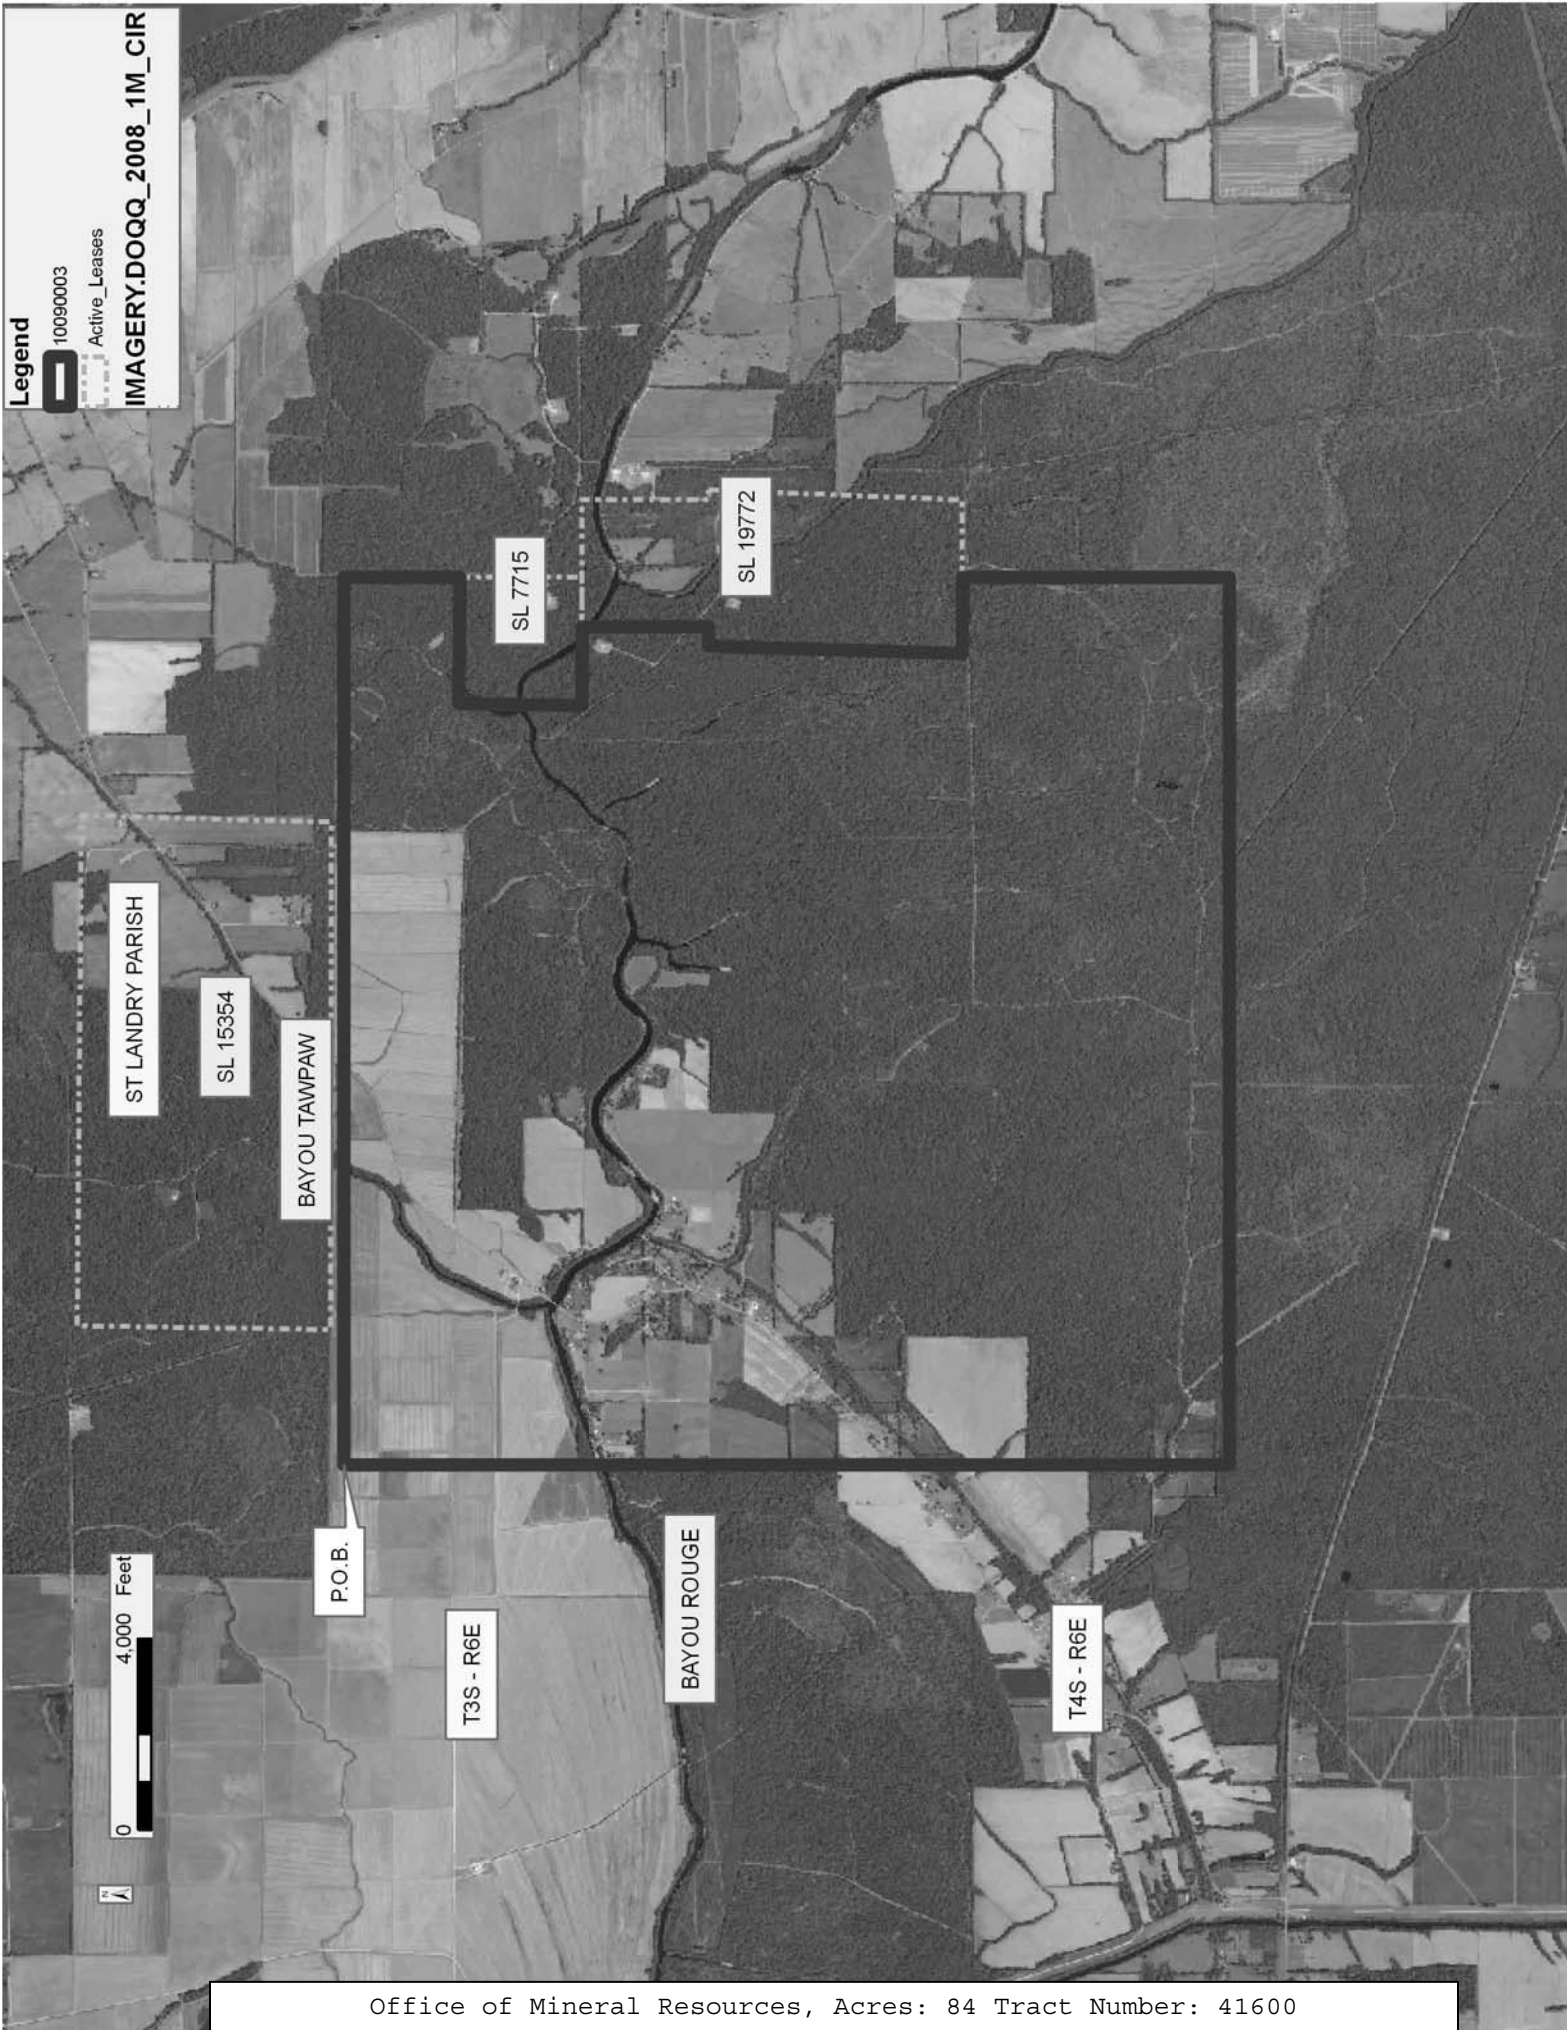 Legend
10090003
Active_Leases
IMAGERY.DOQQ_2008_1M_CIR
ST LANDRY PARISH
SL 15354
BAYOU TAWPAW
SL 7715
SL 19772
0 4,000 Feet
N
P.O.B.
T3S - R6E
BAYOU ROUGE
T4S - R6E
Office of Mineral Resources, Acres: 84 Tract Number: 41600